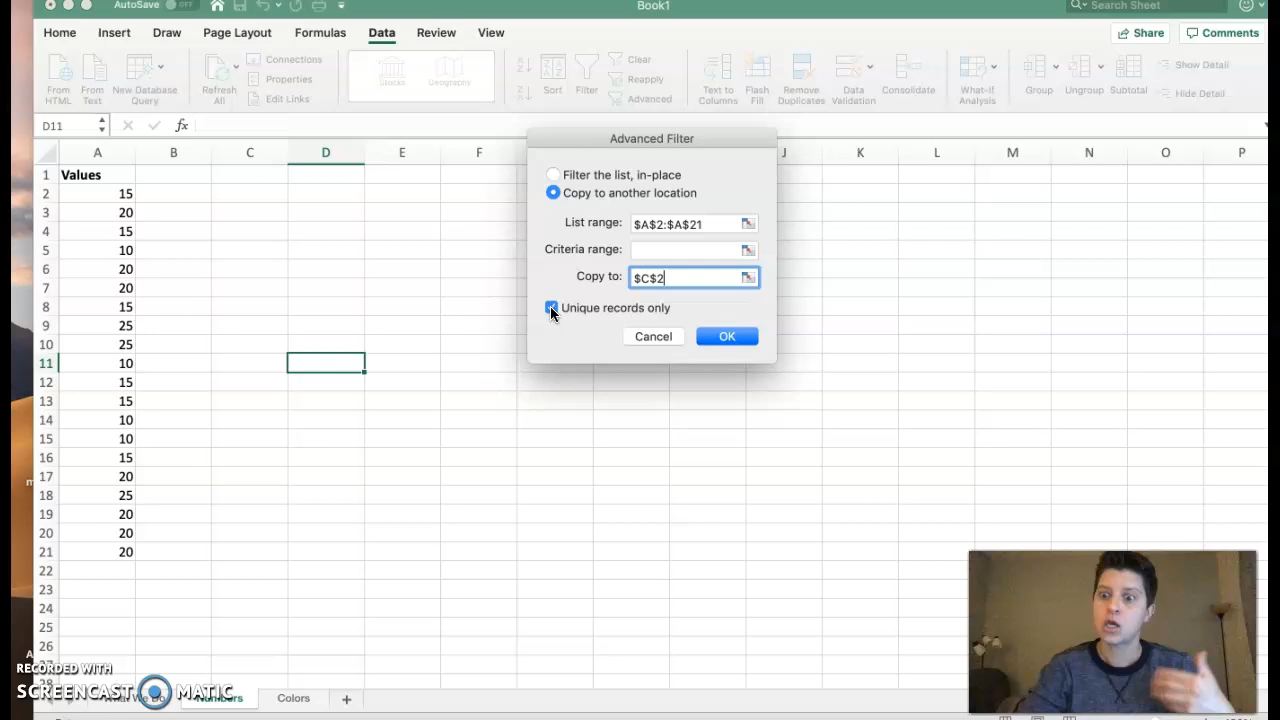 AutoSave OFF
Book1
Search Sheet
Home Insert Draw Page Layout Formulas Data Review View
Share Comments
From HTML
From Text
New Database Query
Refresh All
Connections
Properties
Edit Links
Stocks
Geography
Sort
Filter
Clear
Reapply
Advanced
Text to Columns
Flash Fill
Remove Duplicates
Data Validation
Consolidate
What-If Analysis
Group
Ungroup
Subtotal
Show Detail
Hide Detail
D11 fx
A B C D E F J K L M N O P
1 Values
2 15
3 20
4 15
5 10
6 20
7 20
8 15
9 25
10 25
11 10
12 15
13 15
14 10
15 10
16 15
17 20
18 25
19 20
20 20
21 20
22
23
24
25
26
27
28
Advanced Filter
Filter the list, in-place
Copy to another location
List range: $A$2:$A$21
Criteria range:
Copy to: $C$2
Unique records only
Cancel OK
RECORDED WITH
SCREENCAST MATIC
Numbers Colors +